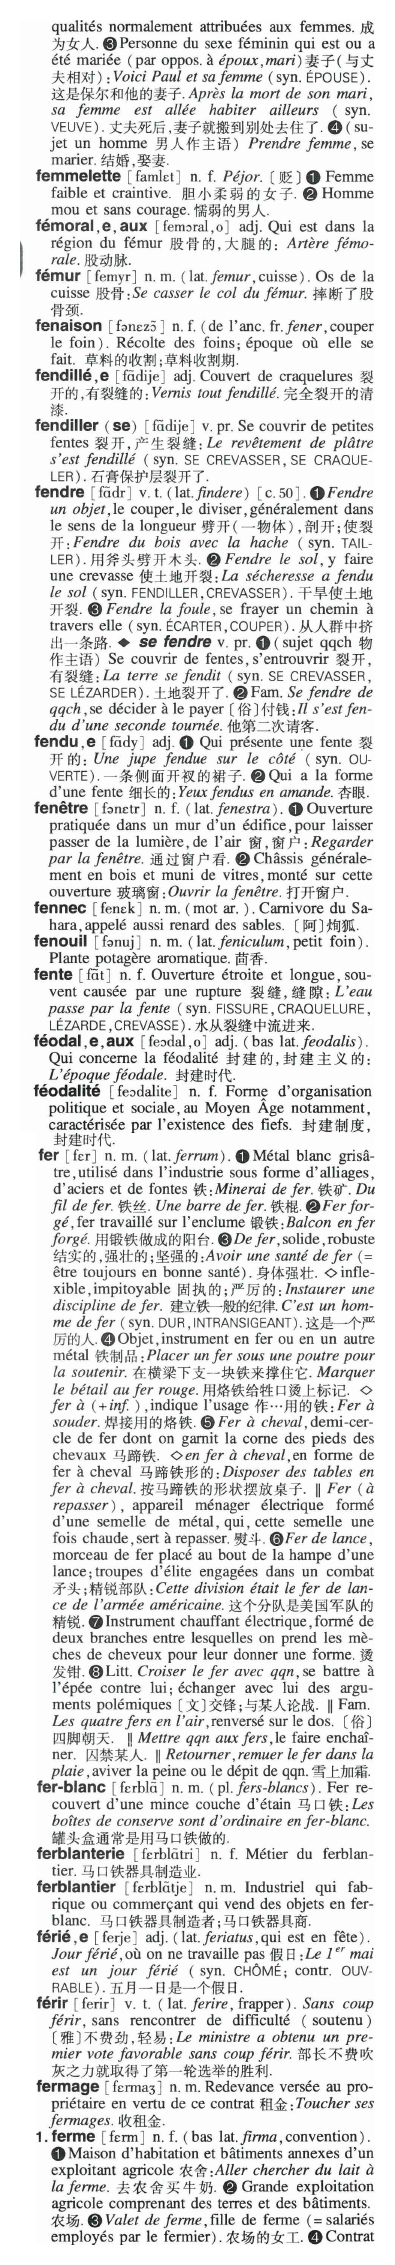 qualités normalement attribuées aux femmes. 成
为女人. ❸Personne du sexe féminin qui est ou a
été mariée (par oppos. à époux, mari) 妻子(与丈
夫相对): Voici Paul et sa femme (syn. ÉPOUSE).
这是保尔和他的妻子. Après la mort de son mari,
sa femme est allée habiter ailleurs ( syn.
VEUVE). 丈夫死后,妻子就搬到别处去住了. ❹(su-
jet un homme 男人作主语) Prendre femme, se
marier. 结婚,娶妻.
femmelette [famlɛt] n. f. Péjor. 〔贬〕❶ Femme
faible et craintive. 胆小柔弱的女子. ❷ Homme
mou et sans courage. 懦弱的男人.
fémoral, e, aux [femɔral,o] adj. Qui est dans la
région du fémur 股骨的,大腿的: Artère fémo-
rale. 股动脉.
fémur [femyr] n. m. (lat. femur, cuisse). Os de la
cuisse 股骨: Se casser le col du fémur. 摔断了股
骨颈.
fenaison [fənɛzɔ̃] n. f. (de l'anc. fr. fener, couper
le foin). Récolte des foins; époque où elle se
fait. 草料的收割;草料收割期.
fendillé, e [fɑ̃dije] adj. Couvert de craquelures 裂
开的,有裂缝的: Vernis tout fendillé. 完全裂开的清
漆.
fendiller (se) [fɑ̃dije] v. pr. Se couvrir de petites
fentes 裂开,产生裂缝: Le revêtement de plâtre
s'est fendillé ( syn. SE CREVASSER, SE CRAQUE-
LER). 石膏保护层裂开了.
fendre [fɑ̃dr] v. t. (lat. findere) [c. 50]. ❶Fendre
un objet, le couper, le diviser, généralement dans
le sens de la longueur 劈开(一物体),剖开;使裂
开: Fendre du bois avec la hache ( syn. TAIL-
LER). 用斧头劈开木头. ❷ Fendre le sol, y faire
une crevasse 使土地开裂: La sécheresse a fendu
le sol (syn. FENDILLER, CREVASSER). 干旱使土地
开裂. ❸ Fendre la foule, se frayer un chemin à
travers elle (syn. ÉCARTER, COUPER). 从人群中挤
出一条路. ◆ se fendre v. pr. ❶(sujet qqch 物
作主语) Se couvrir de fentes, s'entrouvrir 裂开,
有裂缝: La terre se fendit (syn. SE CREVASSER,
SE LÉZARDER). 土地裂开了. ❷ Fam. Se fendre de
qqch, se décider à le payer〔俗〕付钱: Il s'est fen-
du d'une seconde tournée. 他第二次请客.
fendu, e [fɑ̃dy] adj. ❶ Qui présente une fente 裂
开的: Une jupe fendue sur le côté ( syn. OU-
VERTE). 一条侧面开衩的裙子. ❷ Qui a la forme
d'une fente 细长的: Yeux fendus en amande. 杏眼.
fenêtre [fənɛtr] n. f. (lat. fenestra). ❶ Ouverture
pratiquée dans un mur d'un édifice, pour laisser
passer de la lumière, de l'air 窗,窗户: Regarder
par la fenêtre. 通过窗户看. ❷ Châssis générale-
ment en bois et muni de vitres, monté sur cette
ouverture 玻璃窗: Ouvrir la fenêtre. 打开窗户.
fennec [fenɛk] n. m. (mot ar. ). Carnivore du Sa-
hara, appelé aussi renard des sables. 〔阿〕㺁狐.
fenouil [fənuj] n. m. (lat. feniculum, petit foin).
Plante potagère aromatique. 茴香.
fente [fɑ̃t] n. f. Ouverture étroite et longue, sou-
vent causée par une rupture 裂缝,缝隙: L'eau
passe par la fente (syn. FISSURE, CRAQUELURE,
LÉZARDE, CREVASSE). 水从裂缝中流进来.
féodal, e, aux [feɔdal,o] adj. (bas lat. feodalis).
Qui concerne la féodalité 封建的,封建主义的:
L'époque féodale. 封建时代.
féodalité [feɔdalite] n. f. Forme d'organisation
politique et sociale, au Moyen Âge notamment,
caractérisée par l'existence des fiefs. 封建制度,
封建时代.
fer [fɛr] n. m. (lat. ferrum). ❶ Métal blanc grisâ-
tre, utilisé dans l'industrie sous forme d'alliages,
d'aciers et de fontes 铁: Minerai de fer. 铁矿. Du
fil de fer. 铁丝. Une barre de fer. 铁棍. ❷Fer for-
gé, fer travaillé sur l'enclume 锻铁: Balcon en fer
forgé. 用锻铁做成的阳台. ❸De fer, solide, robuste
结实的,强壮的;坚强的: Avoir une santé de fer (=
être toujours en bonne santé). 身体强壮. ◇infle-
xible, impitoyable 固执的;严厉的: Instaurer une
discipline de fer. 建立铁一般的纪律. C'est un hom-
me de fer (syn. DUR, INTRANSIGEANT). 这是一个严
厉的人. ❹Objet, instrument en fer ou en un autre
métal 铁制品: Placer un fer sous une poutre pour
la soutenir. 在横梁下支一块铁来撑住它. Marquer
le bétail au fer rouge. 用烙铁给牲口烫上标记. ◇
fer à (+inf. ), indique l'usage 作…用的铁: Fer à
souder. 焊接用的烙铁. ❺ Fer à cheval, demi-cer-
cle de fer dont on garnit la corne des pieds des
chevaux 马蹄铁. ◇en fer à cheval, en forme de
fer à cheval 马蹄铁形的: Disposer des tables en
fer à cheval. 按马蹄铁的形状摆放桌子. ‖ Fer (à
repasser), appareil ménager électrique formé
d'une semelle de métal, qui, cette semelle une
fois chaude, sert à repasser. 熨斗. ❻Fer de lance,
morceau de fer placé au bout de la hampe d'une
lance; troupes d'élite engagées dans un combat
矛头;精锐部队: Cette division était le fer de lan-
ce de l'armée américaine. 这个分队是美国军队的
精锐. ❼Instrument chauffant électrique, formé de
deux branches entre lesquelles on prend les mè-
ches de cheveux pour leur donner une forme. 烫
发钳. ❽ Litt. Croiser le fer avec qqn, se battre à
l'épée contre lui; échanger avec lui des argu-
ments polémiques〔文〕交锋;与某人论战. ‖ Fam.
Les quatre fers en l'air, renversé sur le dos. 〔俗〕
四脚朝天. ‖ Mettre qqn aux fers, le faire enchaî-
ner. 囚禁某人. ‖ Retourner, remuer le fer dans la
plaie, aviver la peine ou le dépit de qqn. 雪上加霜.
fer-blanc [fɛrblɑ̃] n. m. (pl. fers-blancs). Fer re-
couvert d'une mince couche d'étain 马口铁: Les
boîtes de conserve sont d'ordinaire en fer-blanc.
罐头盒通常是用马口铁做的.
ferblanterie [fɛrblɑ̃tri] n. f. Métier du ferblan-
tier. 马口铁器具制造业.
ferblantier [fɛrblɑ̃tje] n. m. Industriel qui fab-
rique ou commerçant qui vend des objets en fer-
blanc. 马口铁器具制造者;马口铁器具商.
férié, e [ferje] adj. (lat. feriatus, qui est en fête).
Jour férié, où on ne travaille pas 假日: Le 1er mai
est un jour férié ( syn. CHÔMÉ; contr. OUV-
RABLE). 五月一日是一个假日.
férir [ferir] v. t. (lat. ferire, frapper). Sans coup
férir, sans rencontrer de difficulté (soutenu)
〔雅〕不费劲,轻易: Le ministre a obtenu un pre-
mier vote favorable sans coup férir. 部长不费吹
灰之力就取得了第一轮选举的胜利.
fermage [fɛrmaʒ] n. m. Redevance versée au pro-
priétaire en vertu de ce contrat 租金: Toucher ses
fermages. 收租金.
1. ferme [fɛrm] n. f. (bas lat. firma, convention).
❶ Maison d'habitation et bâtiments annexes d'un
exploitant agricole 农舍: Aller chercher du lait à
la ferme. 去农舍买牛奶. ❷ Grande exploitation
agricole comprenant des terres et des bâtiments.
农场. ❸ Valet de ferme, fille de ferme (= salariés
employés par le fermier). 农场的女工. ❹ Contrat